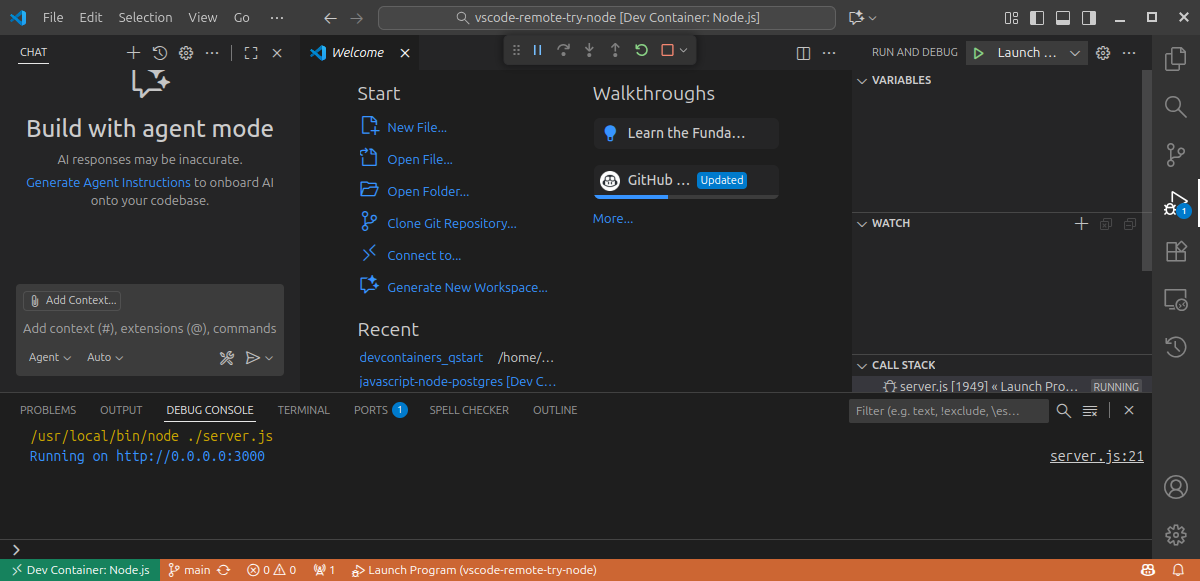 File Edit Selection View Go ··· vscode-remote-try-node [Dev Container: Node.js]
CHAT
Build with agent mode
AI responses may be inaccurate.
Generate Agent Instructions to onboard AI
onto your codebase.
Add Context...
Add context (#), extensions (@), commands
Agent Auto
Welcome
Start
New File...
Open File...
Open Folder...
Clone Git Repository...
Connect to...
Generate New Workspace...
Recent
devcontainers_qstart /home/...
javascript-node-postgres [Dev C...
Walkthroughs
Learn the Funda...
GitHub ... Updated
More...
RUN AND DEBUG Launch ...
VARIABLES
WATCH
CALL STACK
server.js [1949] « Launch Pro... RUNNING
1
PROBLEMS OUTPUT DEBUG CONSOLE TERMINAL PORTS 1 SPELL CHECKER OUTLINE Filter (e.g. text, !exclude, \es...
/usr/local/bin/node ./server.js
Running on http://0.0.0.0:3000 server.js:21
Dev Container: Node.js main 0 0 1 Launch Program (vscode-remote-try-node)